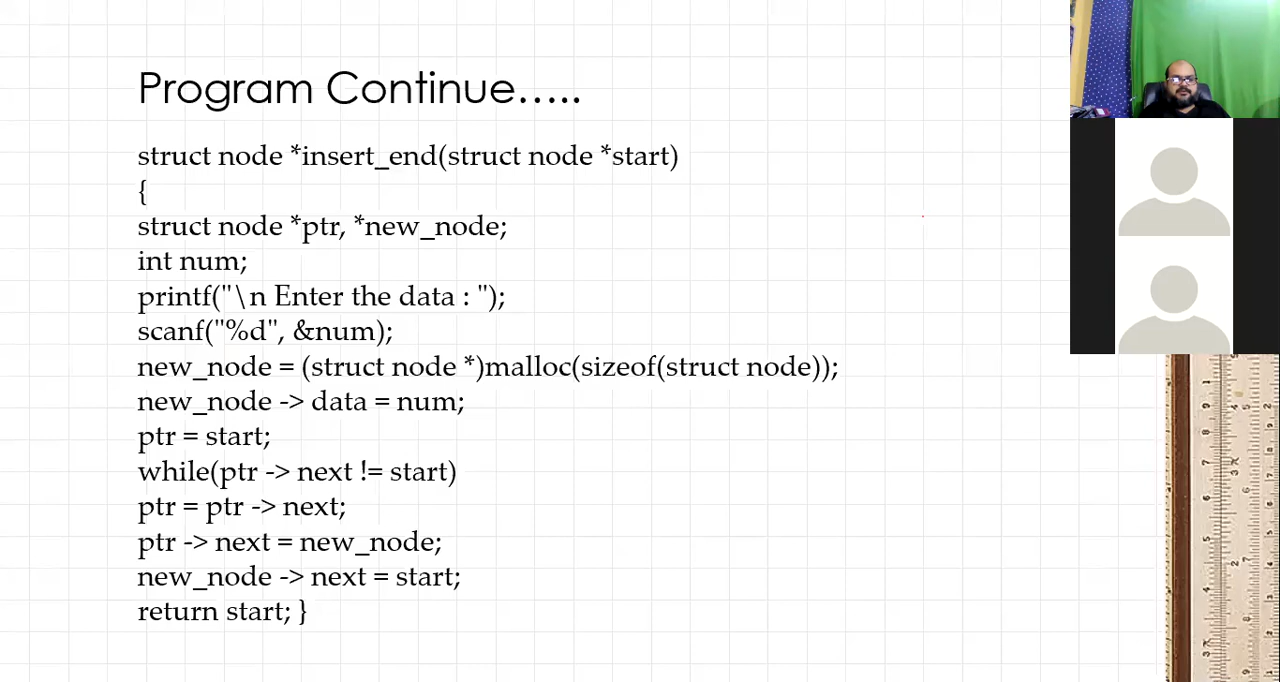 Program Continue.....
struct node *insert_end(struct node *start)
{
struct node *ptr, *new_node;
int num;
printf("\n Enter the data : ");
scanf("%d", &num);
new_node = (struct node *)malloc(sizeof(struct node));
new_node -> data = num;
ptr = start;
while(ptr -> next != start)
ptr = ptr -> next;
ptr -> next = new_node;
new_node -> next = start;
return start; }